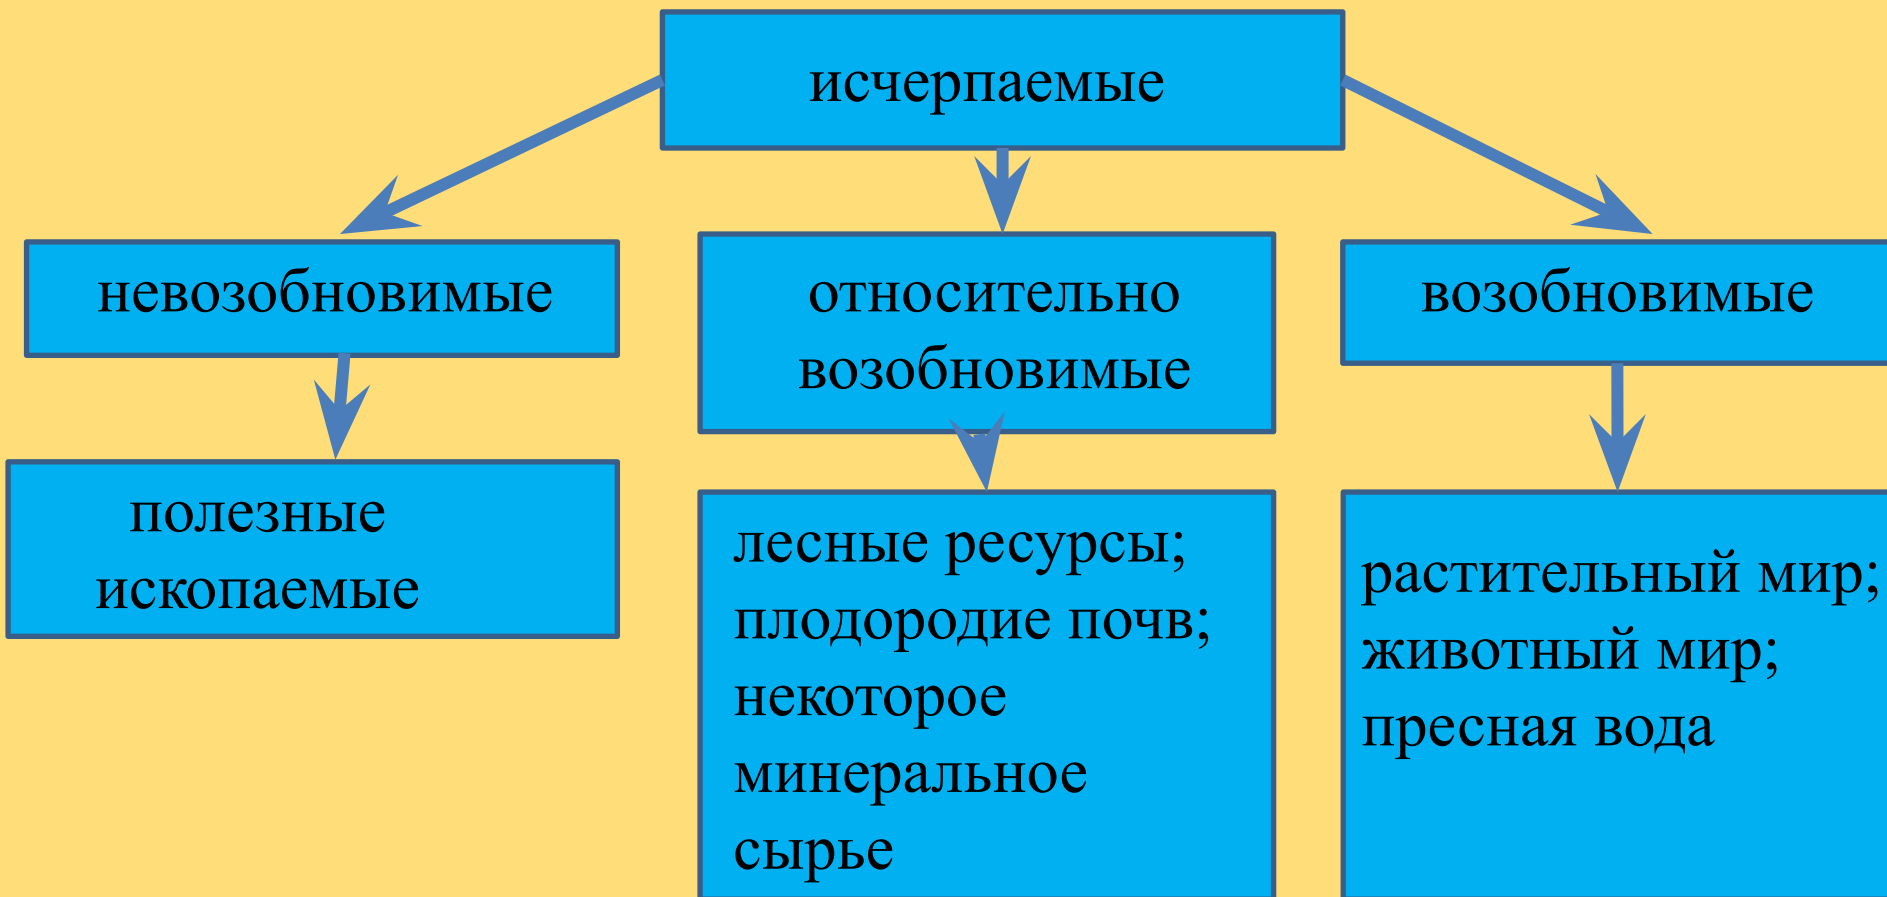 исчерпаемые
невозобновимые
относительно
возобновимые
возобновимые
полезные
ископаемые
лесные ресурсы;
плодородие почв;
некоторое
минеральное
сырье
растительный мир;
животный мир;
пресная вода